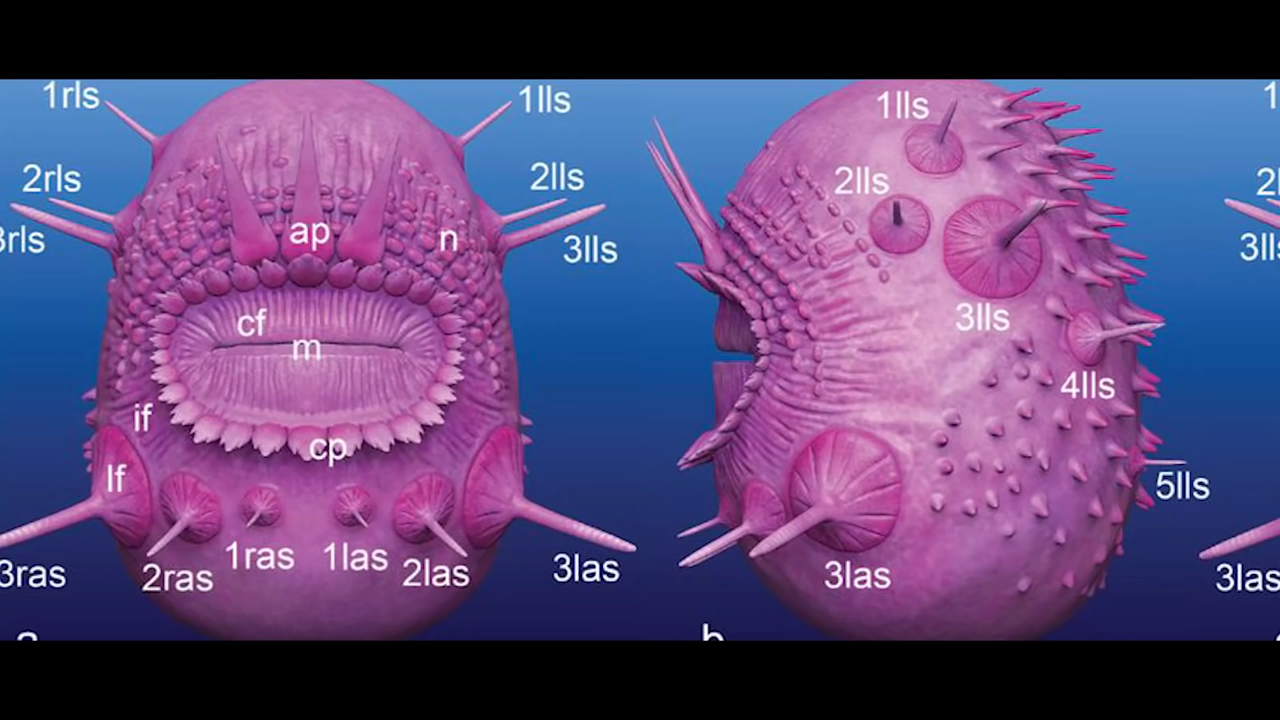 1rls
1lls
2rls
2lls
3rls
3lls
ap
n
cf
m
if
cp
lf
3ras
2ras
1ras
1las
2las
3las
1lls
2lls
3lls
4lls
5lls
3las
b
3las